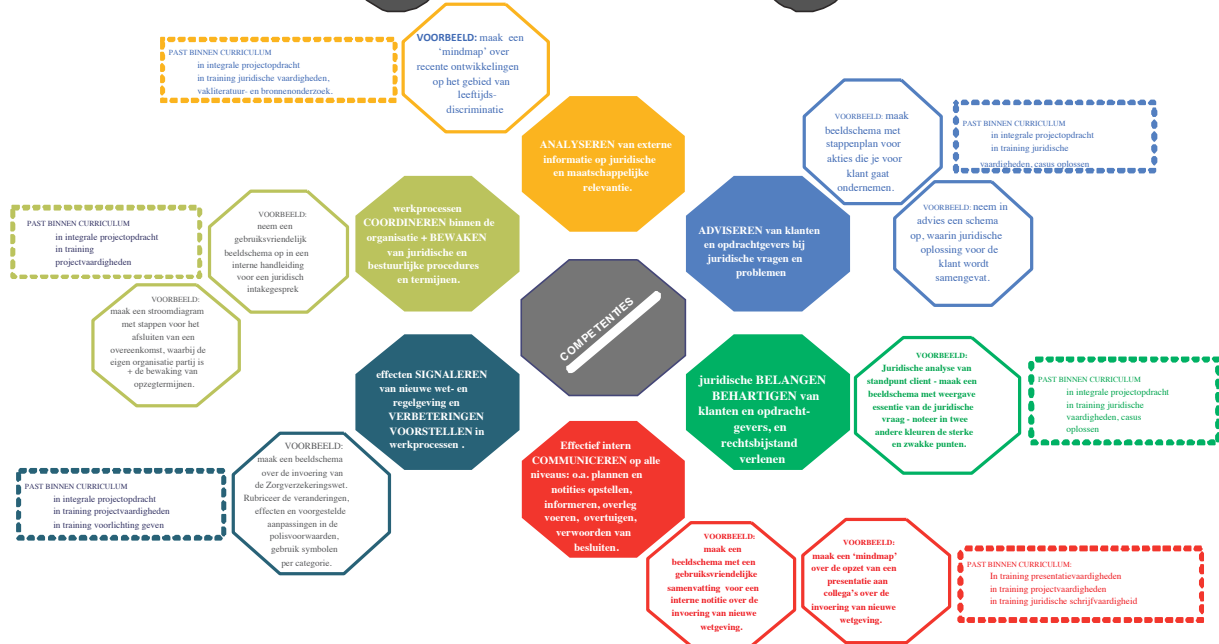 VOORBEELD: maak een
‘mindmap’ over
recente ontwikkelingen
op het gebied van
leeftijds-
discriminatie
PAST BINNEN CURRICULUM
in integrale projectopdracht
in training juridische vaardigheden,
vakliteratuur- en bronnenonderzoek.
ANALYSEREN van externe
informatie op juridische
en maatschappelijke
relevantie.
VOORBEELD: maak
beeldschema met
stappenplan voor
akties die je voor
klant gaat
ondernemen.
PAST BINNEN CURRICULUM
in integrale projectopdracht
in training juridische
vaardigheden, casus oplossen
VOORBEELD: neem in
advies een schema
op, waarin juridische
oplossing voor de
klant wordt
samengevat.
ADVISEREN van klanten
en opdrachtgevers bij
juridische vragen en
problemen
werkprocessen
COORDINEREN binnen de
organisatie + BEWAKEN
van juridische en
bestuurlijke procedures
en termijnen.
VOORBEELD:
neem een
gebruiksvriendelijk
beeldschema op in een
interne handleiding
voor een juridisch
intakegesprek
PAST BINNEN CURRICULUM
in integrale projectopdracht
in training
projectvaardigheden
VOORBEELD:
maak een stroomdiagram
met stappen voor het
afsluiten van een
overeenkomst, waarbij de
eigen organisatie partij is
+ de bewaking van
opzegtermijnen.
COMPETENTIES
effecten SIGNALEREN
van nieuwe wet- en
regelgeving en
VERBETERINGEN
VOORSTELLEN in
werkprocessen .
juridische BELANGEN
BEHARTIGEN van
klanten en opdracht-
gevers, en
rechtsbijstand
verlenen
VOORBEELD:
Juridische analyse van
standpunt client - maak een
beeldschema met weergave
essentie van de juridische
vraag - noteer in twee
andere kleuren de sterke
en zwakke punten.
PAST BINNEN CURRICULUM
in integrale projectopdracht
in training juridische
vaardigheden, casus
oplossen
Effectief intern
COMMUNICEREN op alle
niveaus: o.a. plannen en
notities opstellen,
informeren, overleg
voeren, overtuigen,
verwoorden van
besluiten.
VOORBEELD:
maak een beeldschema
over de invoering van
de Zorgverzekeringswet.
Rubriceer de veranderingen,
effecten en voorgestelde
aanpassingen in de
polisvoorwaarden,
gebruik symbolen
per categorie.
PAST BINNEN CURRICULUM
in integrale projectopdracht
in training projectvaardigheden
in training voorlichting geven
VOORBEELD:
maak een
beeldschema met een
gebruiksvriendelijke
samenvatting voor een
interne notitie over de
invoering van nieuwe
wetgeving.
VOORBEELD:
maak een ‘mindmap’
over de opzet van een
presentatie aan
collega’s over de
invoering van nieuwe
wetgeving.
PAST BINNEN CURRICULUM:
In training presentatievaardigheden
in training projectvaardigheden
in training juridische schrijfvaardigheid